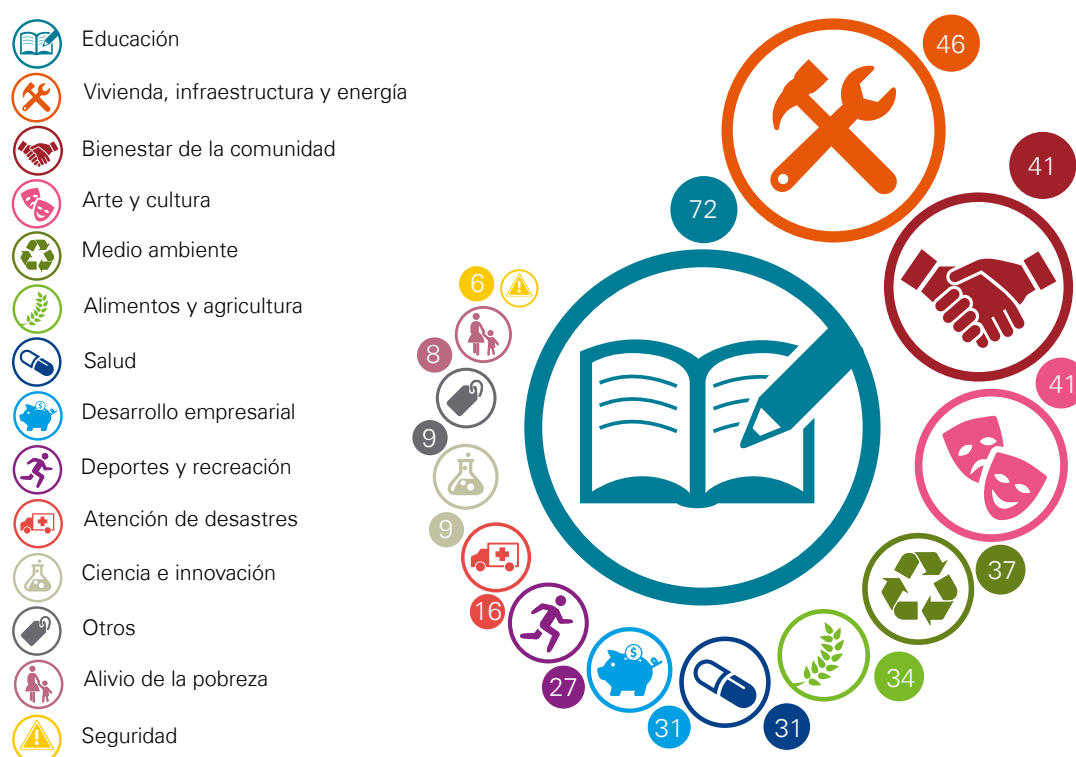 Educación
Vivienda, infraestructura y energía
Bienestar de la comunidad
Arte y cultura
Medio ambiente
Alimentos y agricultura
Salud
Desarrollo empresarial
Deportes y recreación
Atención de desastres
Ciencia e innovación
Otros
Alivio de la pobreza
Seguridad
46
41
72
6
8
41
9
9
37
16
34
27
31
31